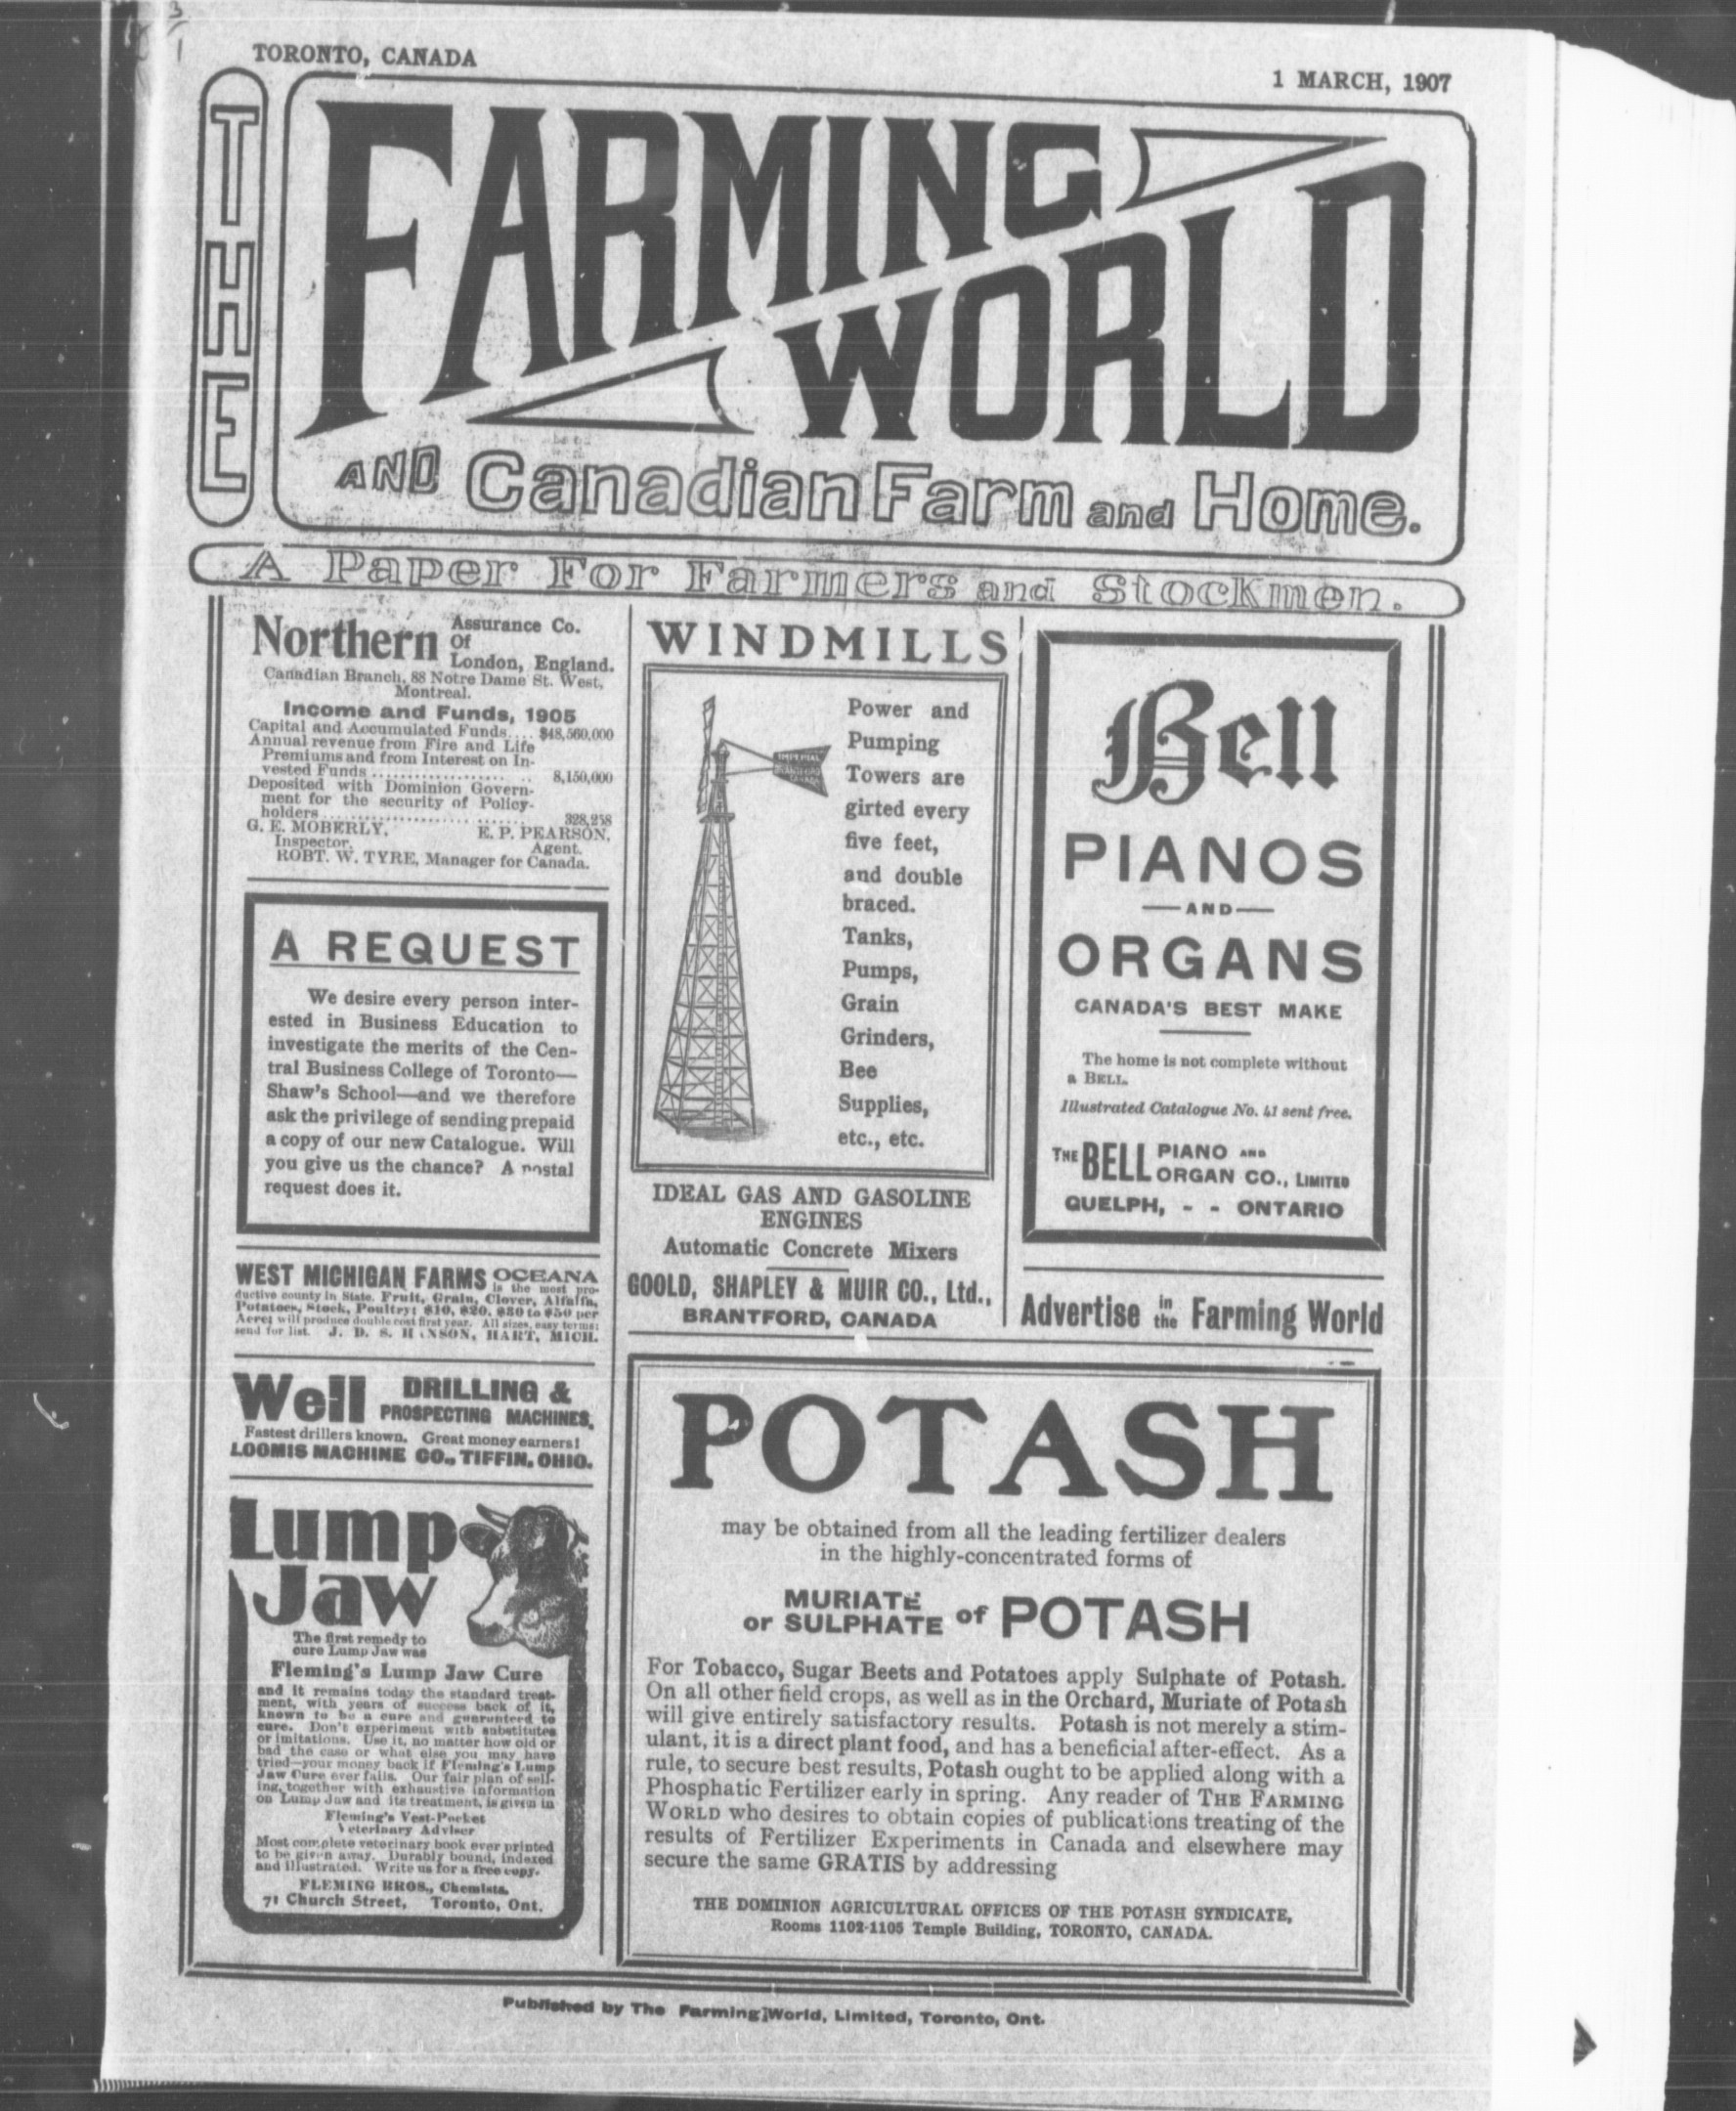 TORONTO, CANADA
1 MARCH, 1907
THE
FARMING
WORLD
AND Canadian Farm and Home.
A Paper For Farmers and Stockmen.
Northern Assurance Co.
Of
London, England.
Canadian Branch, 88 Notre Dame St. West,
Montreal.
Income and Funds, 1905
Capital and Accumulated Funds.... $48,560,000
Annual revenue from Fire and Life
Premiums and from Interest on In-
vested Funds .................... 8,150,000
Deposited with Dominion Govern-
ment for the security of Policy-
holders............................ 328,258
G. E. MOBERLY, E. P. PEARSON,
Inspector. Agent.
ROBT. W. TYRE, Manager for Canada.
A REQUEST
We desire every person inter-
ested in Business Education to
investigate the merits of the Cen-
tral Business College of Toronto—
Shaw's School—and we therefore
ask the privilege of sending prepaid
a copy of our new Catalogue. Will
you give us the chance? A postal
request does it.
WEST MICHIGAN FARMS OCEANA
is the most pro-
ductive county in State. Fruit, Grain, Clover, Alfalfa,
Potatoes, Stock, Poultry; $10, $20, $30 to $50 per
Acre; will produce double cost first year. All sizes, easy terms;
send for list. J. D. S. HANSON, HART, MICH.
Well DRILLING &
PROSPECTING MACHINES.
Fastest drillers known. Great money earners!
LOOMIS MACHINE CO., TIFFIN, OHIO.
Lump
Jaw
The first remedy to
cure Lump Jaw was
Fleming's Lump Jaw Cure
and it remains today the standard treat-
ment, with years of success back of it,
known to be a cure and guaranteed to
cure. Don't experiment with substitutes
or imitations. Use it, no matter how old or
bad the case or what else you may have
tried—your money back if Fleming's Lump
Jaw Cure ever fails. Our fair plan of sell-
ing, together with exhaustive information
on Lump Jaw and its treatment, is given in
Fleming's Vest-Pocket
Veterinary Adviser
Most complete veterinary book ever printed
to be given away. Durably bound, indexed
and illustrated. Write us for a free copy.
FLEMING BROS., Chemists,
71 Church Street, Toronto, Ont.
WINDMILLS
IMPERIAL
Power and
Pumping
Towers are
girted every
five feet,
and double
braced.
Tanks,
Pumps,
Grain
Grinders,
Bee
Supplies,
etc., etc.
IDEAL GAS AND GASOLINE
ENGINES
Automatic Concrete Mixers
GOOLD, SHAPLEY & MUIR CO., Ltd.,
BRANTFORD, CANADA
Bell
PIANOS
—AND—
ORGANS
CANADA'S BEST MAKE
The home is not complete without
a BELL.
Illustrated Catalogue No. 41 sent free.
THE BELL PIANO AND
ORGAN CO., LIMITED
GUELPH, - - ONTARIO
Advertise in the Farming World
POTASH
may be obtained from all the leading fertilizer dealers
in the highly-concentrated forms of
MURIATE
or SULPHATE of POTASH
For Tobacco, Sugar Beets and Potatoes apply Sulphate of Potash.
On all other field crops, as well as in the Orchard, Muriate of Potash
will give entirely satisfactory results. Potash is not merely a stim-
ulant, it is a direct plant food, and has a beneficial after-effect. As a
rule, to secure best results, Potash ought to be applied along with a
Phosphatic Fertilizer early in spring. Any reader of THE FARMING
WORLD who desires to obtain copies of publications treating of the
results of Fertilizer Experiments in Canada and elsewhere may
secure the same GRATIS by addressing
THE DOMINION AGRICULTURAL OFFICES OF THE POTASH SYNDICATE,
Rooms 1102-1105 Temple Building, TORONTO, CANADA.
Published by The Farming World, Limited, Toronto, Ont.